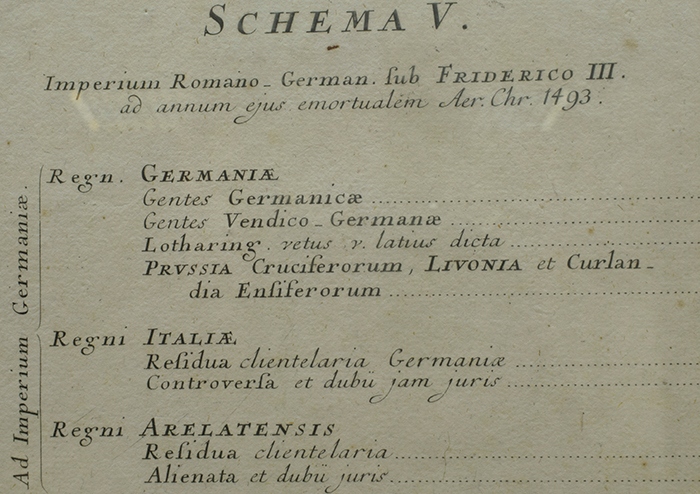 SCHEMA V.
Imperium Romano-German. ſub FRIDERICO III.
ad annum ejus emortualem Aer. Chr. 1493.
Ad Imperium Germaniæ.
Regn. GERMANIÆ
Gentes Germanicæ
Gentes Vendico-Germanæ
Lotharing. vetus v. latius dicta
PRVSSIA Cruciferorum, LIVONIA et Curlan-
dia Enſiferorum
Regni ITALIÆ
Reſidua clientelaria Germaniæ
Controverſa et dubii jam juris
Regni ARELATENSIS
Reſidua clientelaria
Alienata et dubii juris